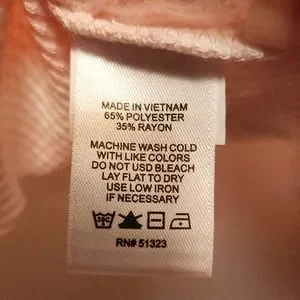 MADE IN VIETNAM
65% POLYESTER
35% RAYON
MACHINE WASH COLD
WITH LIKE COLORS
DO NOT USD BLEACH
LAY FLAT TO DRY
USE LOW IRON
IF NECESSARY
30C
RN# 51323